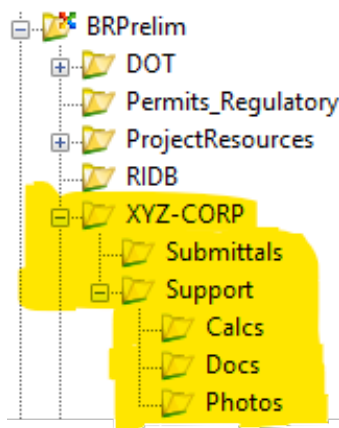 BRPrelim
DOT
Permits_Regulatory
ProjectResources
RIDB
XYZ-CORP
Submittals
Support
Calcs
Docs
Photos